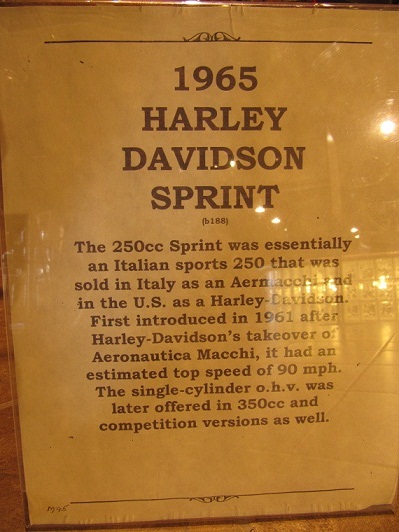 1965
HARLEY
DAVIDSON
SPRINT
(b188)
The 250cc Sprint was essentially
an Italian sports 250 that was
sold in Italy as an Aermacchi and
in the U.S. as a Harley-Davidson.
First introduced in 1961 after
Harley-Davidson's takeover of
Aeronautica Macchi, it had an
estimated top speed of 90 mph.
The single-cylinder o.h.v. was
later offered in 350cc and
competition versions as well.